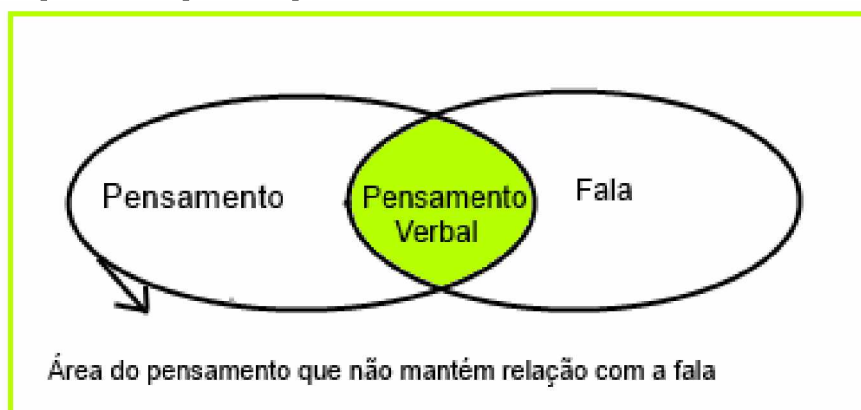 Pensamento
Pensamento
Verbal
Fala
Área do pensamento que não mantém relação com a fala